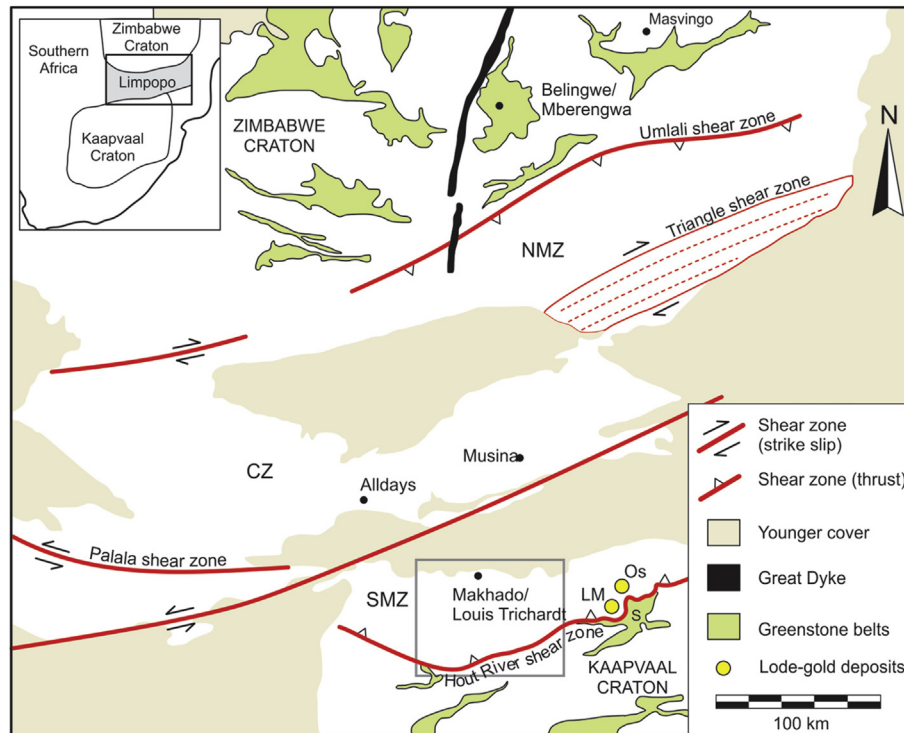 Zimbabwe
Craton
Southern
Africa
Limpopo
Kaapvaal
Craton
Masvingo
Belingwe/
Mberengwa
ZIMBABWE
CRATON
Umlali shear zone
N
Triangle shear zone
NMZ
Musina
CZ
Alldays
Palala shear zone
SMZ
Makhado/
Louis Trichardt
Os
LM
S
Hout River shear zone
KAAPVAAL
CRATON
Shear zone
(strike slip)
Shear zone (thrust)
Younger cover
Great Dyke
Greenstone belts
Lode-gold deposits
100 km